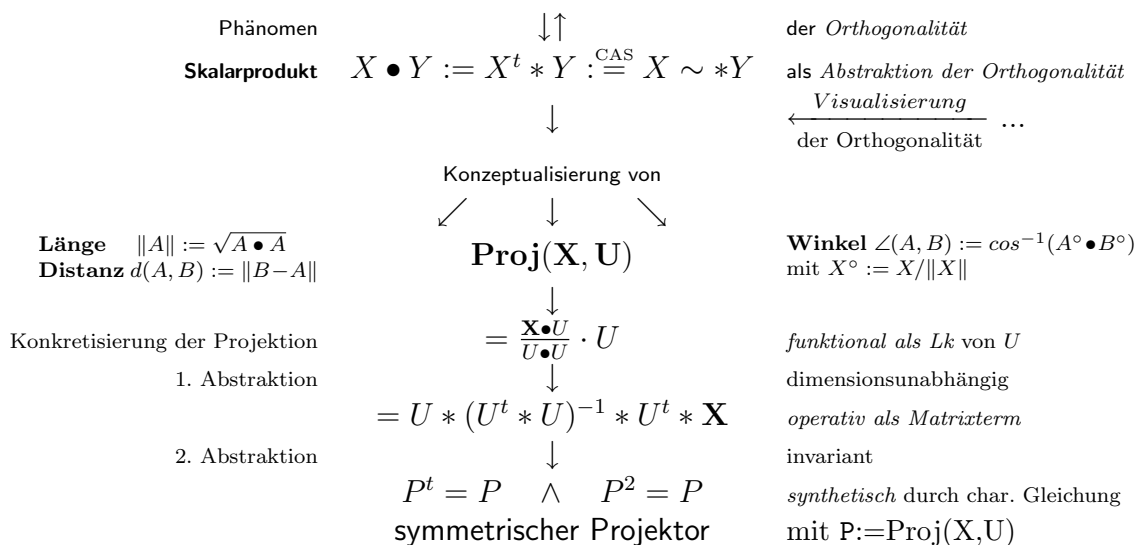 Phänomen ↓↑ der Orthogonalität
Skalarprodukt X • Y := X^t * Y :=^{CAS} X ∼ *Y als Abstraktion der Orthogonalität
↓ ← Visualisierung ...
der Orthogonalität
Konzeptualisierung von
↙ ↓ ↘
Länge ‖A‖ := √(A • A) Proj(X, U) Winkel ∠(A, B) := cos^{-1}(A° • B°)
Distanz d(A, B) := ‖B−A‖ mit X° := X/‖X‖
↓
Konkretisierung der Projektion = \frac{X•U}{U•U} · U funktional als Lk von U
1. Abstraktion ↓ dimensionsunabhängig
= U * (U^t * U)^{-1} * U^t * X operativ als Matrixterm
2. Abstraktion ↓ invariant
P^t = P ∧ P^2 = P synthetisch durch char. Gleichung
symmetrischer Projektor mit P:=Proj(X,U)